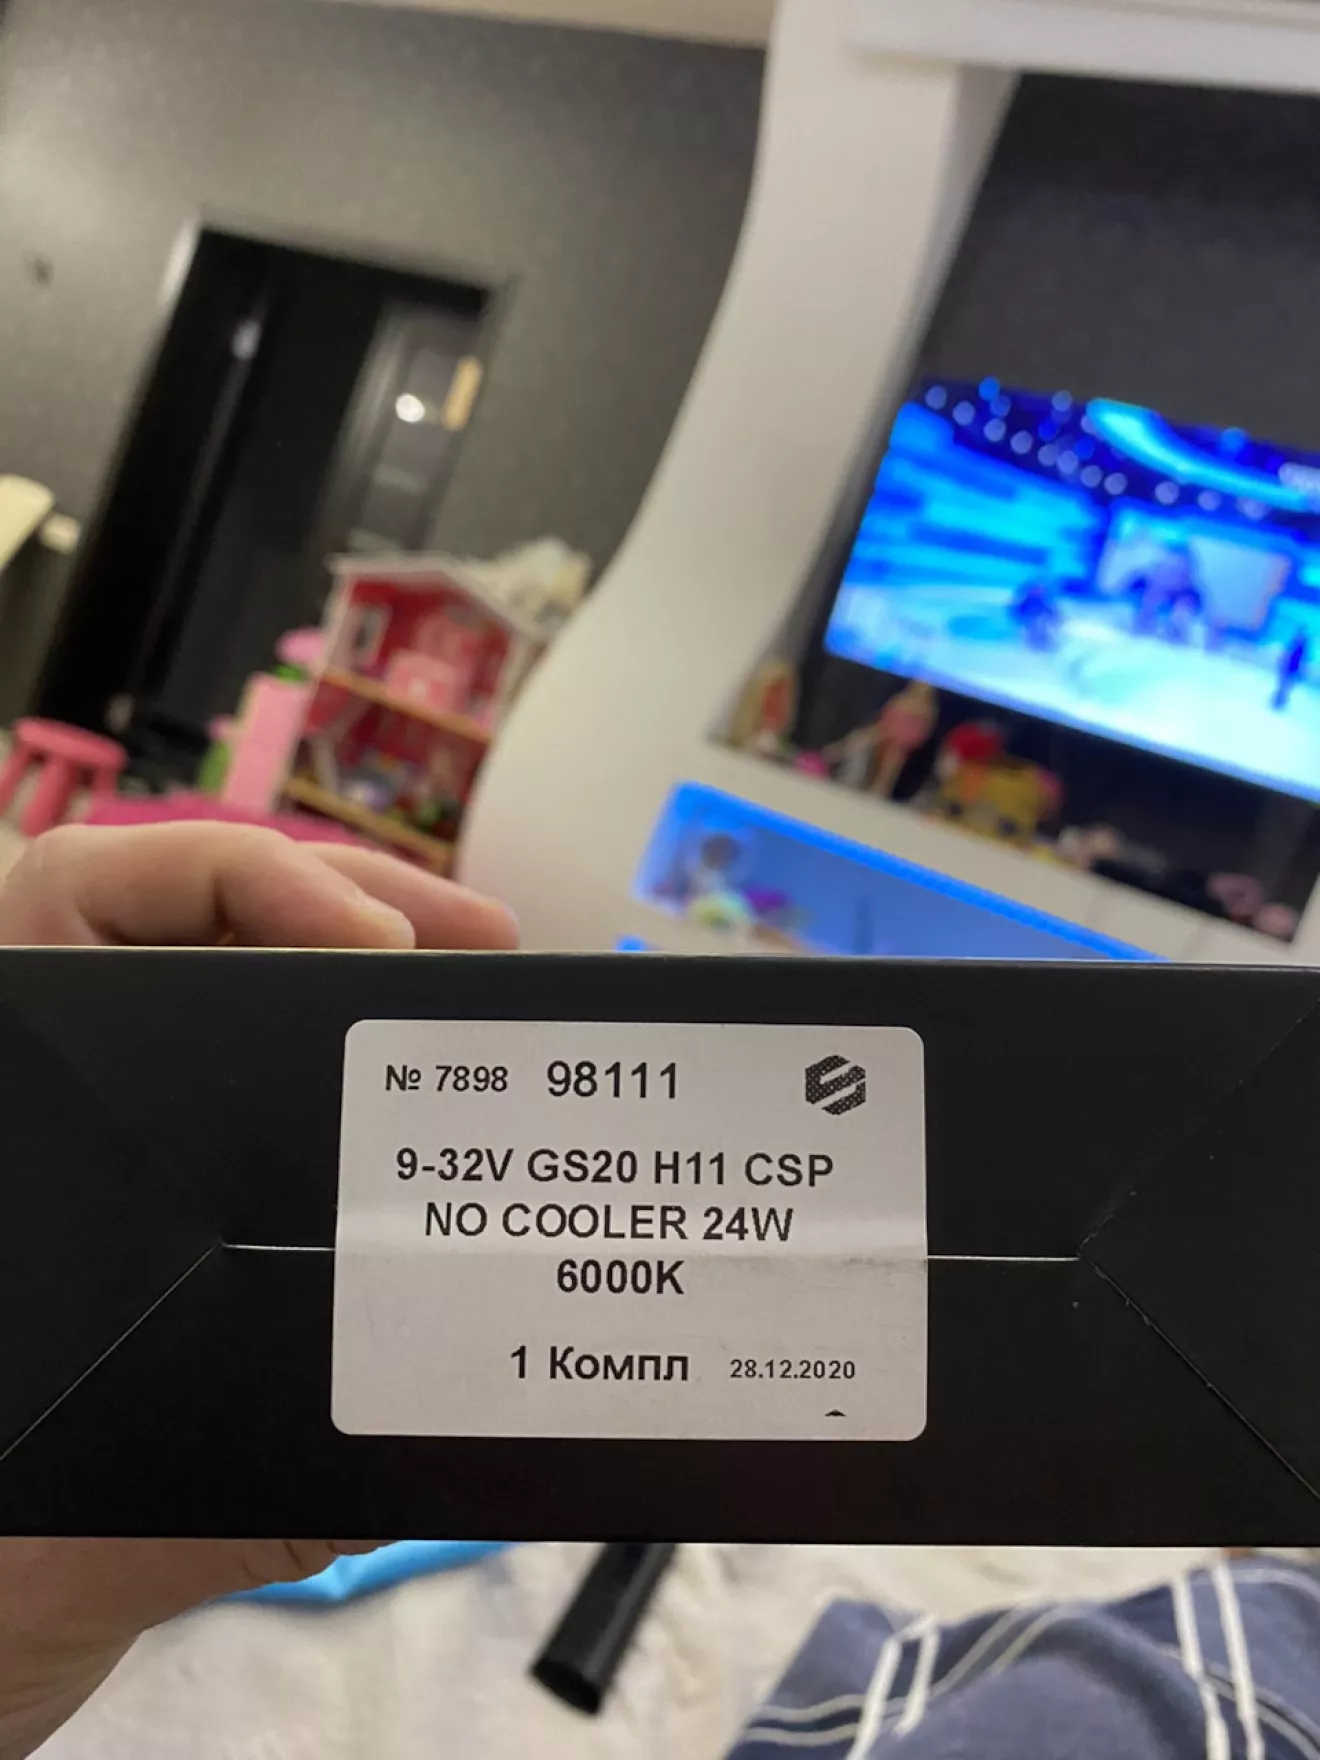 № 7898 98111
9-32V GS20 H11 CSP
NO COOLER 24W
6000K
1 Компл 28.12.2020